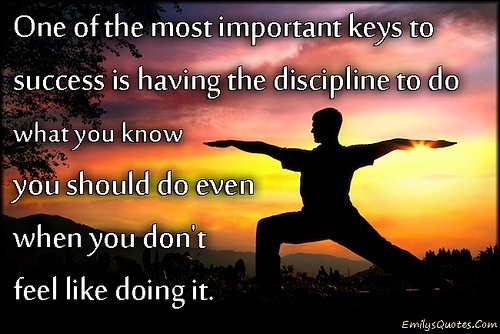 One of the most important keys to
success is having the discipline to do
what you know
you should do even
when you don't
feel like doing it.
EmilysQuotes.Com